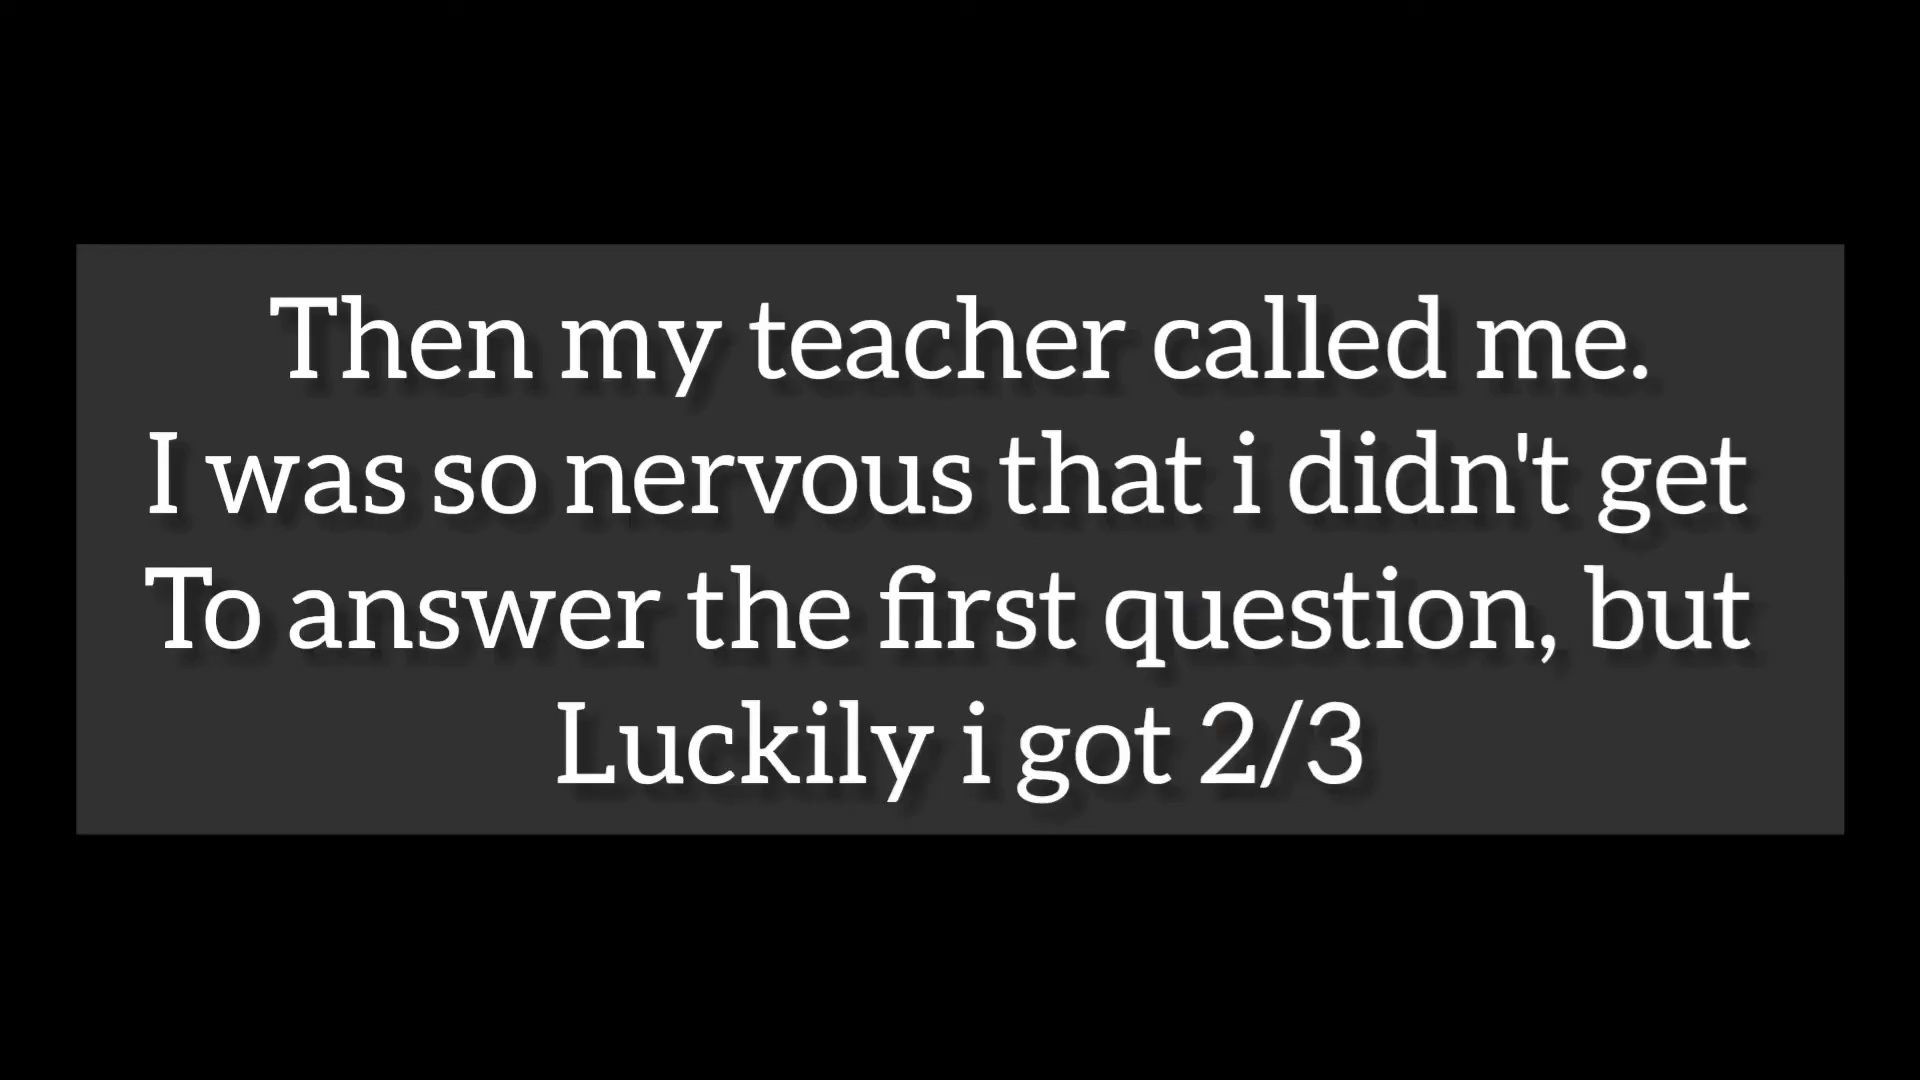 Then my teacher called me.
I was so nervous that i didn't get
To answer the first question, but
Luckily i got 2/3